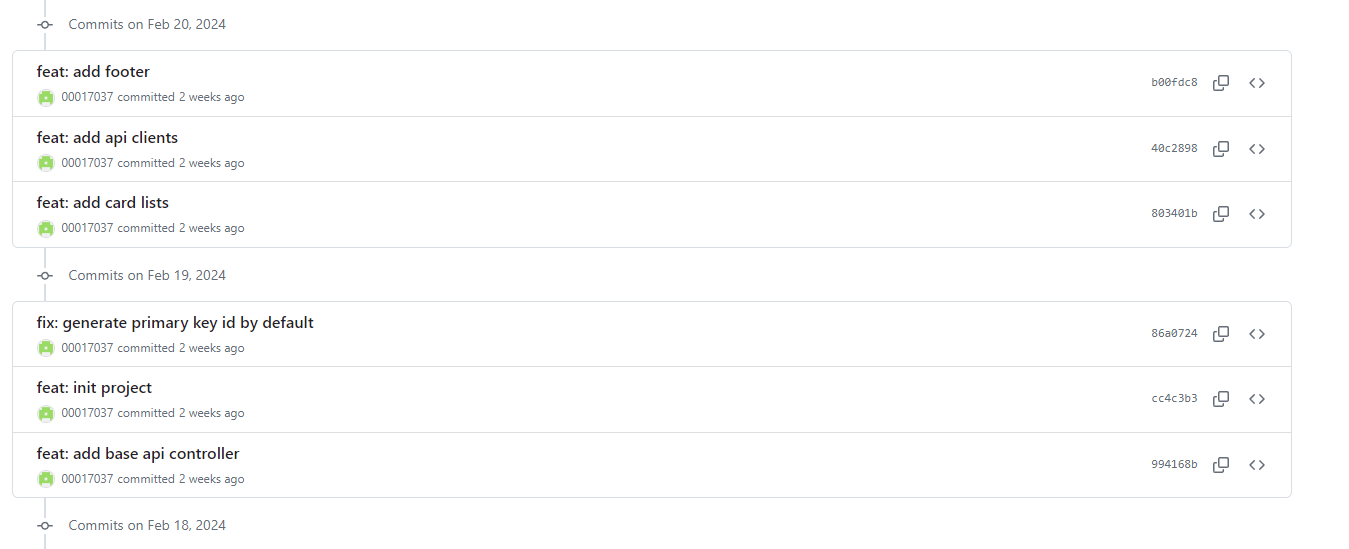 Commits on Feb 20, 2024
feat: add footer
00017037 committed 2 weeks ago
b00fdc8
feat: add api clients
00017037 committed 2 weeks ago
40c2898
feat: add card lists
00017037 committed 2 weeks ago
803401b
Commits on Feb 19, 2024
fix: generate primary key id by default
00017037 committed 2 weeks ago
86a0724
feat: init project
00017037 committed 2 weeks ago
cc4c3b3
feat: add base api controller
00017037 committed 2 weeks ago
994168b
Commits on Feb 18, 2024